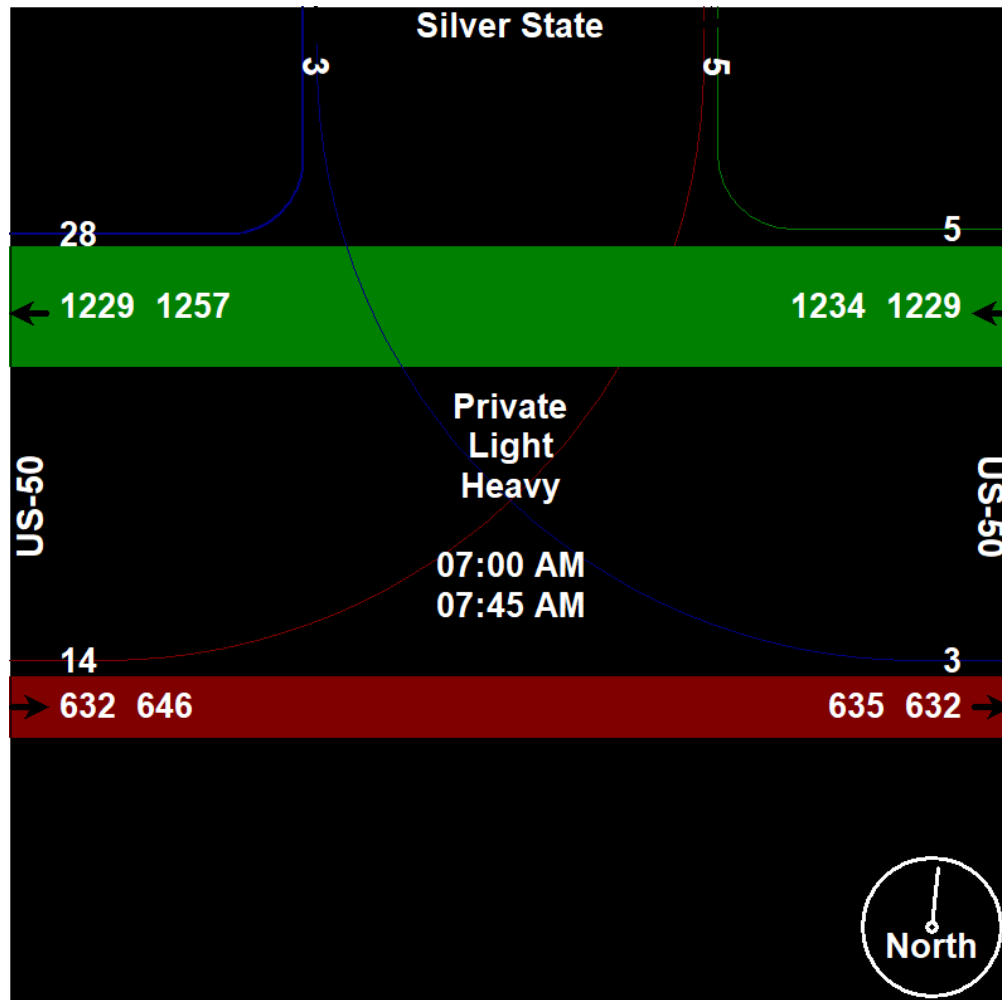 Silver State
3
5
28
5
1229 1257
1234 1229
Private
Light
Heavy
US-50
US-50
07:00 AM
07:45 AM
14
3
632 646
635 632
North